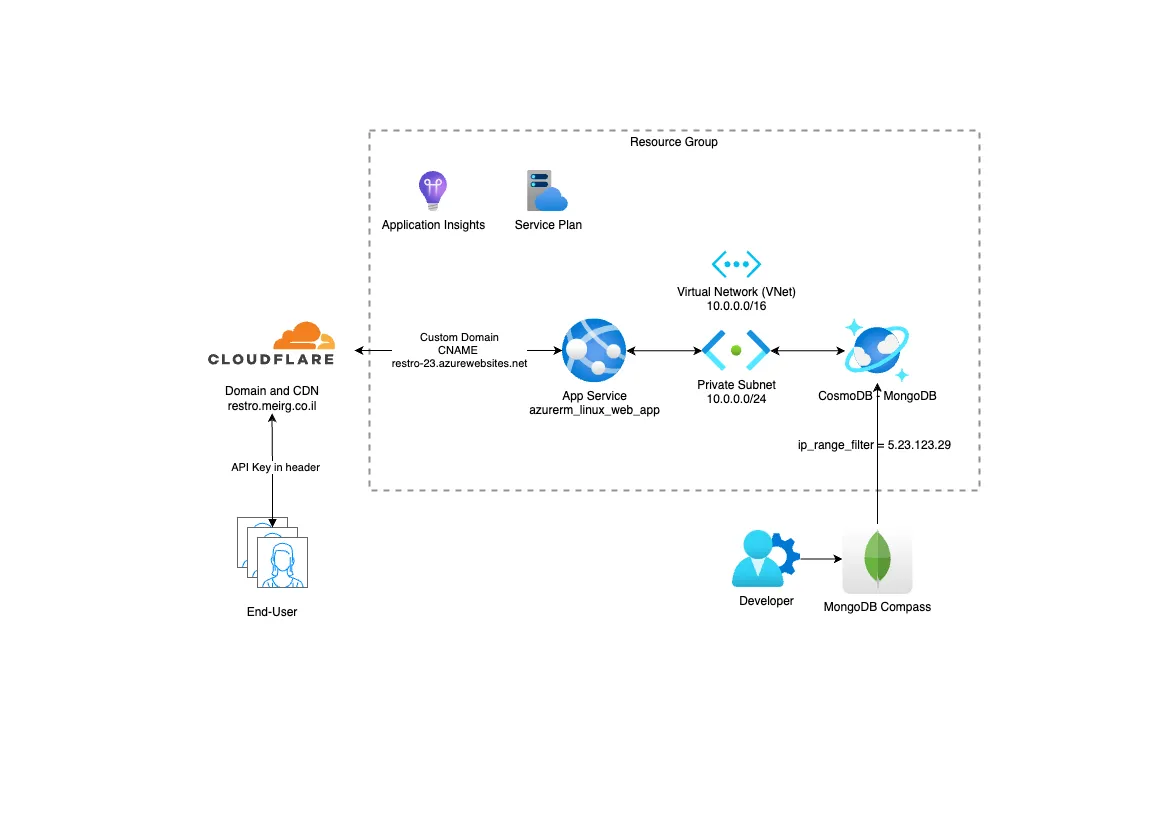 Resource Group
Application Insights
Service Plan
Virtual Network (VNet)
10.0.0.0/16
CLOUDFLARE
Domain and CDN
restro.meirg.co.il
Custom Domain
CNAME
restro-23.azurewebsites.net
App Service
azurerm_linux_web_app
Private Subnet
10.0.0.0/24
CosmoDB - MongoDB
ip_range_filter = 5.23.123.29
API Key in header
End-User
Developer
MongoDB Compass